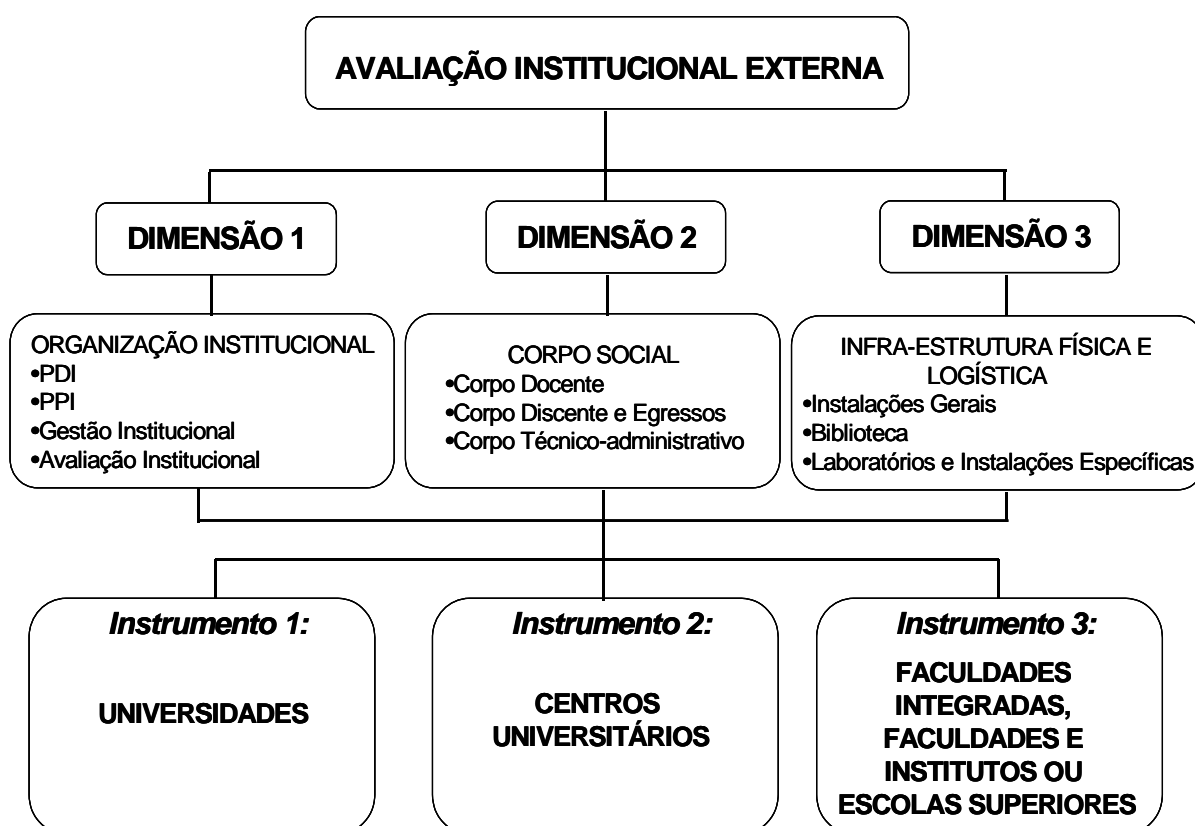 AVALIAÇÃO INSTITUCIONAL EXTERNA
DIMENSÃO 1
DIMENSÃO 2
DIMENSÃO 3
ORGANIZAÇÃO INSTITUCIONAL
•PDI
•PPI
•Gestão Institucional
•Avaliação Institucional
CORPO SOCIAL
•Corpo Docente
•Corpo Discente e Egressos
•Corpo Técnico-administrativo
INFRA-ESTRUTURA FÍSICA E
LOGÍSTICA
•Instalações Gerais
•Biblioteca
•Laboratórios e Instalações Específicas
Instrumento 1:
UNIVERSIDADES
Instrumento 2:
CENTROS
UNIVERSITÁRIOS
Instrumento 3:
FACULDADES
INTEGRADAS,
FACULDADES E
INSTITUTOS OU
ESCOLAS SUPERIORES